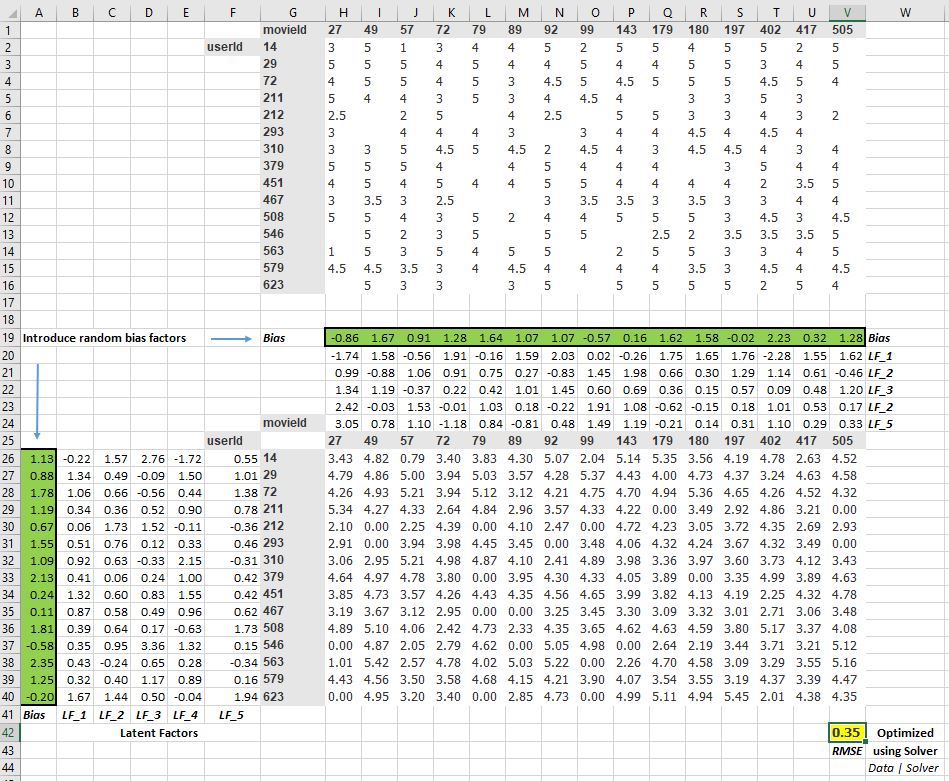 A B C D E F G H I J K L M N O P Q R S T U V W
1 movieId 27 49 57 72 79 89 92 99 143 179 180 197 402 417 505
2 userId 14 3 5 1 3 4 4 5 2 5 5 4 5 5 2 5
3 29 5 5 5 4 5 4 4 5 4 4 5 5 3 4 5
4 72 4 5 5 4 5 3 4.5 5 4.5 5 5 5 4.5 5 4
5 211 5 4 4 3 5 3 4 4.5 4 3 3 5 3
6 212 2.5 2 5 4 2.5 5 5 3 3 4 3 2
7 293 3 4 4 4 3 3 4 4 4.5 4 4.5 4
8 310 3 3 5 4.5 5 4.5 2 4.5 4 3 4.5 4.5 4 3 4
9 379 5 5 5 4 4 5 4 4 4 3 5 4 4
10 451 4 5 4 5 4 4 5 5 4 4 4 4 2 3.5 5
11 467 3 3.5 3 2.5 3 3.5 3.5 3 3.5 3 3 4 4
12 508 5 5 4 3 5 2 4 4 5 5 5 3 4.5 3 4.5
13 546 5 2 3 5 5 5 2.5 2 3.5 3.5 3.5 5
14 563 1 5 3 5 4 5 5 2 5 5 3 3 4 5
15 579 4.5 4.5 3.5 3 4 4.5 4 4 4 4 3.5 3 4.5 4 4.5
16 623 5 3 3 3 5 5 5 5 5 2 5 4
17
18
19 Introduce random bias factors Bias -0.86 1.67 0.91 1.28 1.64 1.07 1.07 -0.57 0.16 1.62 1.58 -0.02 2.23 0.32 1.28 Bias
20 -1.74 1.58 -0.56 1.91 -0.16 1.59 2.03 0.02 -0.26 1.75 1.65 1.76 -2.28 1.55 1.62 LF_1
21 0.99 -0.88 1.06 0.91 0.75 0.27 -0.83 1.45 1.98 0.66 0.30 1.29 1.14 0.61 -0.46 LF_2
22 1.34 1.19 -0.37 0.22 0.42 1.01 1.45 0.60 0.69 0.36 0.15 0.57 0.09 0.48 1.20 LF_3
23 2.42 -0.03 1.53 -0.01 1.03 0.18 -0.22 1.91 1.08 -0.62 -0.15 0.18 1.01 0.53 0.17 LF_2
24 movieId 3.05 0.78 1.10 -1.18 0.84 -0.81 0.48 1.49 1.19 -0.21 0.14 0.31 1.10 0.29 0.33 LF_5
25 userId 27 49 57 72 79 89 92 99 143 179 180 197 402 417 505
26 1.13 -0.22 1.57 2.76 -1.72 0.55 14 3.43 4.82 0.79 3.40 3.83 4.30 5.07 2.04 5.14 5.35 3.56 4.19 4.78 2.63 4.52
27 0.88 1.34 0.49 -0.09 1.50 1.01 29 4.79 4.86 5.00 3.94 5.03 3.57 4.28 5.37 4.43 4.00 4.73 4.37 3.24 4.63 4.58
28 1.78 1.06 0.66 -0.56 0.44 1.38 72 4.26 4.93 5.21 3.94 5.12 3.12 4.21 4.75 4.70 4.94 5.36 4.65 4.26 4.52 4.32
29 1.19 0.34 0.36 0.52 0.90 0.78 211 5.34 4.27 4.33 2.64 4.84 2.96 3.57 4.33 4.22 0.00 3.49 2.92 4.86 3.21 0.00
30 0.67 0.06 1.73 1.52 -0.11 -0.36 212 2.10 0.00 2.25 4.39 0.00 4.10 2.47 0.00 4.72 4.23 3.05 3.72 4.35 2.69 2.93
31 1.55 0.51 0.76 0.12 0.33 0.46 293 2.91 0.00 3.94 3.98 4.45 3.45 0.00 3.48 4.06 4.32 4.24 3.67 4.32 3.49 0.00
32 1.09 0.92 0.63 -0.33 2.15 -0.31 310 3.06 2.95 5.21 4.98 4.87 4.10 2.41 4.89 3.98 3.36 3.97 3.60 3.73 4.12 3.43
33 2.13 0.41 0.06 0.24 1.00 0.42 379 4.64 4.97 4.78 3.80 0.00 3.95 4.30 4.33 4.05 3.89 0.00 3.35 4.99 3.89 4.63
34 0.24 1.32 0.60 0.83 1.55 0.42 451 3.85 4.73 3.57 4.26 4.43 4.35 4.56 4.65 3.99 3.82 4.13 4.19 2.25 4.32 4.78
35 0.11 0.87 0.58 0.49 0.96 0.62 467 3.19 3.67 3.12 2.95 0.00 0.00 3.25 3.45 3.30 3.09 3.32 3.01 2.71 3.06 3.48
36 1.81 0.39 0.64 0.17 -0.63 1.73 508 4.89 5.10 4.06 2.42 4.73 2.33 4.35 3.65 4.62 4.63 4.59 3.80 5.17 3.37 4.08
37 -0.58 0.35 0.95 3.36 1.32 0.15 546 0.00 4.87 2.05 2.79 4.62 0.00 5.05 4.98 0.00 2.64 2.19 3.44 3.71 3.21 5.12
38 2.35 0.43 -0.24 0.65 0.28 -0.34 563 1.01 5.42 2.57 4.78 4.02 5.03 5.22 0.00 2.26 4.70 4.58 3.09 3.29 3.55 5.16
39 1.25 0.32 0.40 1.17 0.89 0.16 579 4.43 4.56 3.50 3.58 4.68 4.15 4.21 3.90 4.07 3.54 3.55 3.19 4.37 3.39 4.47
40 -0.20 1.67 1.44 0.50 -0.04 1.94 623 0.00 4.95 3.20 3.40 0.00 2.85 4.73 0.00 4.99 5.11 4.94 5.45 2.01 4.38 4.35
41 Bias LF_1 LF_2 LF_3 LF_4 LF_5
42 Latent Factors 0.35 Optimized
43 RMSE using Solver
44 Data | Solver